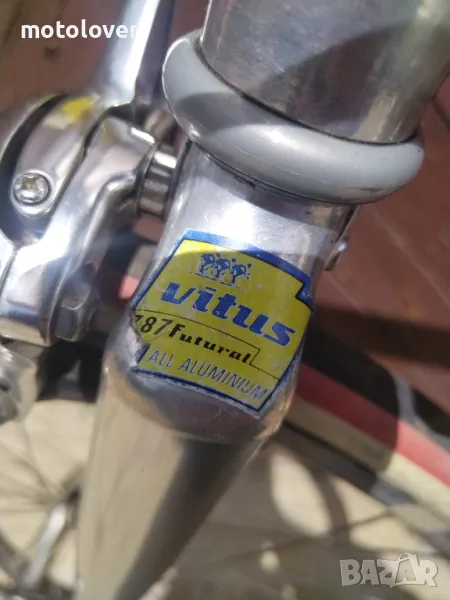 motolover
vitus
787 Futural
ALL ALUMINIUM
BAZAR